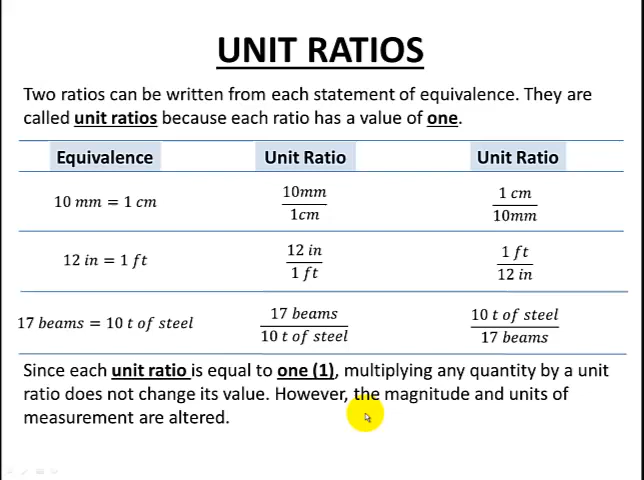 UNIT RATIOS
Two ratios can be written from each statement of equivalence. They are
called unit ratios because each ratio has a value of one.
Equivalence Unit Ratio Unit Ratio
10 mm = 1 cm 10mm/1cm 1 cm/10mm
12 in = 1 ft 12 in/1 ft 1 ft/12 in
17 beams = 10 t of steel 17 beams/10 t of steel 10 t of steel/17 beams
Since each unit ratio is equal to one (1), multiplying any quantity by a unit
ratio does not change its value. However, the magnitude and units of
measurement are altered.